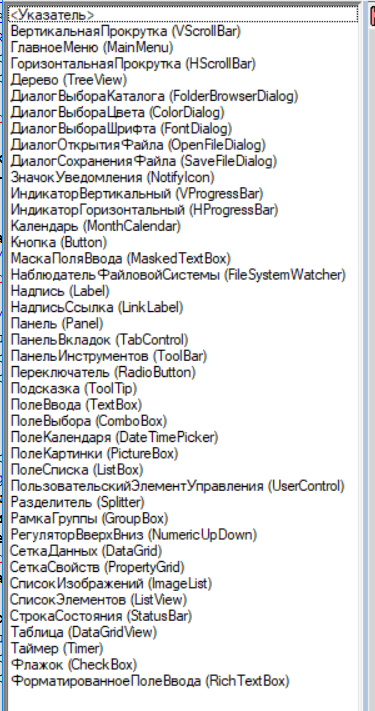 <Указатель>
ВертикальнаяПрокрутка (VScrollBar)
ГлавноеМеню (MainMenu)
ГоризонтальнаяПрокрутка (HScrollBar)
Дерево (TreeView)
ДиалогВыбораКаталога (FolderBrowserDialog)
ДиалогВыбораЦвета (ColorDialog)
ДиалогВыбораШрифта (FontDialog)
ДиалогОткрытияФайла (OpenFileDialog)
ДиалогСохраненияФайла (SaveFileDialog)
ЗначокУведомления (NotifyIcon)
ИндикаторВертикальный (VProgressBar)
ИндикаторГоризонтальный (HProgressBar)
Календарь (MonthCalendar)
Кнопка (Button)
МаскаПоляВвода (MaskedTextBox)
НаблюдательФайловойСистемы (FileSystemWatcher)
Надпись (Label)
НадписьСсылка (LinkLabel)
Панель (Panel)
ПанельВкладок (TabControl)
ПанельИнструментов (ToolBar)
Переключатель (RadioButton)
Подсказка (ToolTip)
ПолеВвода (TextBox)
ПолеВыбора (ComboBox)
ПолеКалендаря (DateTimePicker)
ПолеКартинки (PictureBox)
ПолеСписка (ListBox)
ПользовательскийЭлементУправления (UserControl)
Разделитель (Splitter)
РамкаГруппы (GroupBox)
РегуляторВверхВниз (NumericUpDown)
СеткаДанных (DataGrid)
СеткаСвойств (PropertyGrid)
СписокИзображений (ImageList)
СписокЭлементов (ListView)
СтрокаСостояния (StatusBar)
Таблица (DataGridView)
Таймер (Timer)
Флажок (CheckBox)
ФорматированноеПолеВвода (RichTextBox)